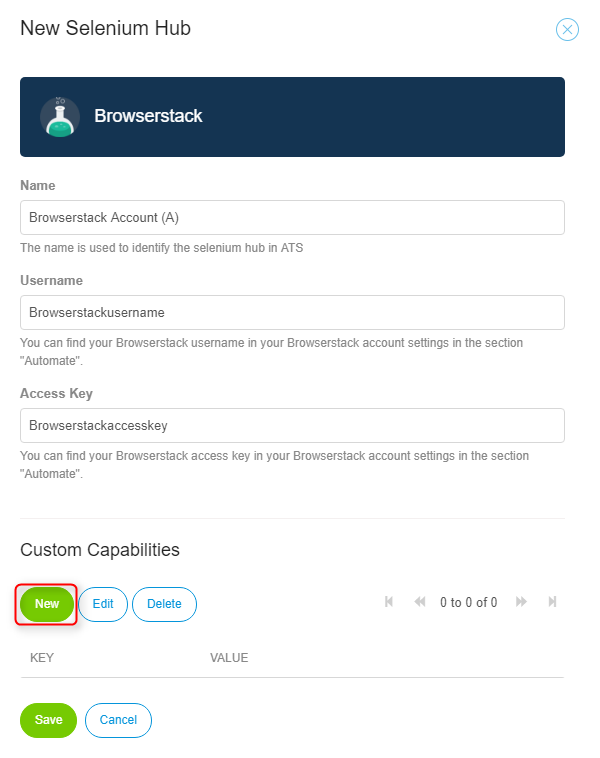 New Selenium Hub
Browserstack
Name
Browserstack Account (A)
The name is used to identify the selenium hub in ATS
Username
Browserstackusername
You can find your Browserstack username in your Browserstack account settings in the section
"Automate".
Access Key
Browserstackaccesskey
You can find your Browserstack access key in your Browserstack account settings in the section
"Automate".
Custom Capabilities
New Edit Delete 0 to 0 of 0
KEY VALUE
Save Cancel